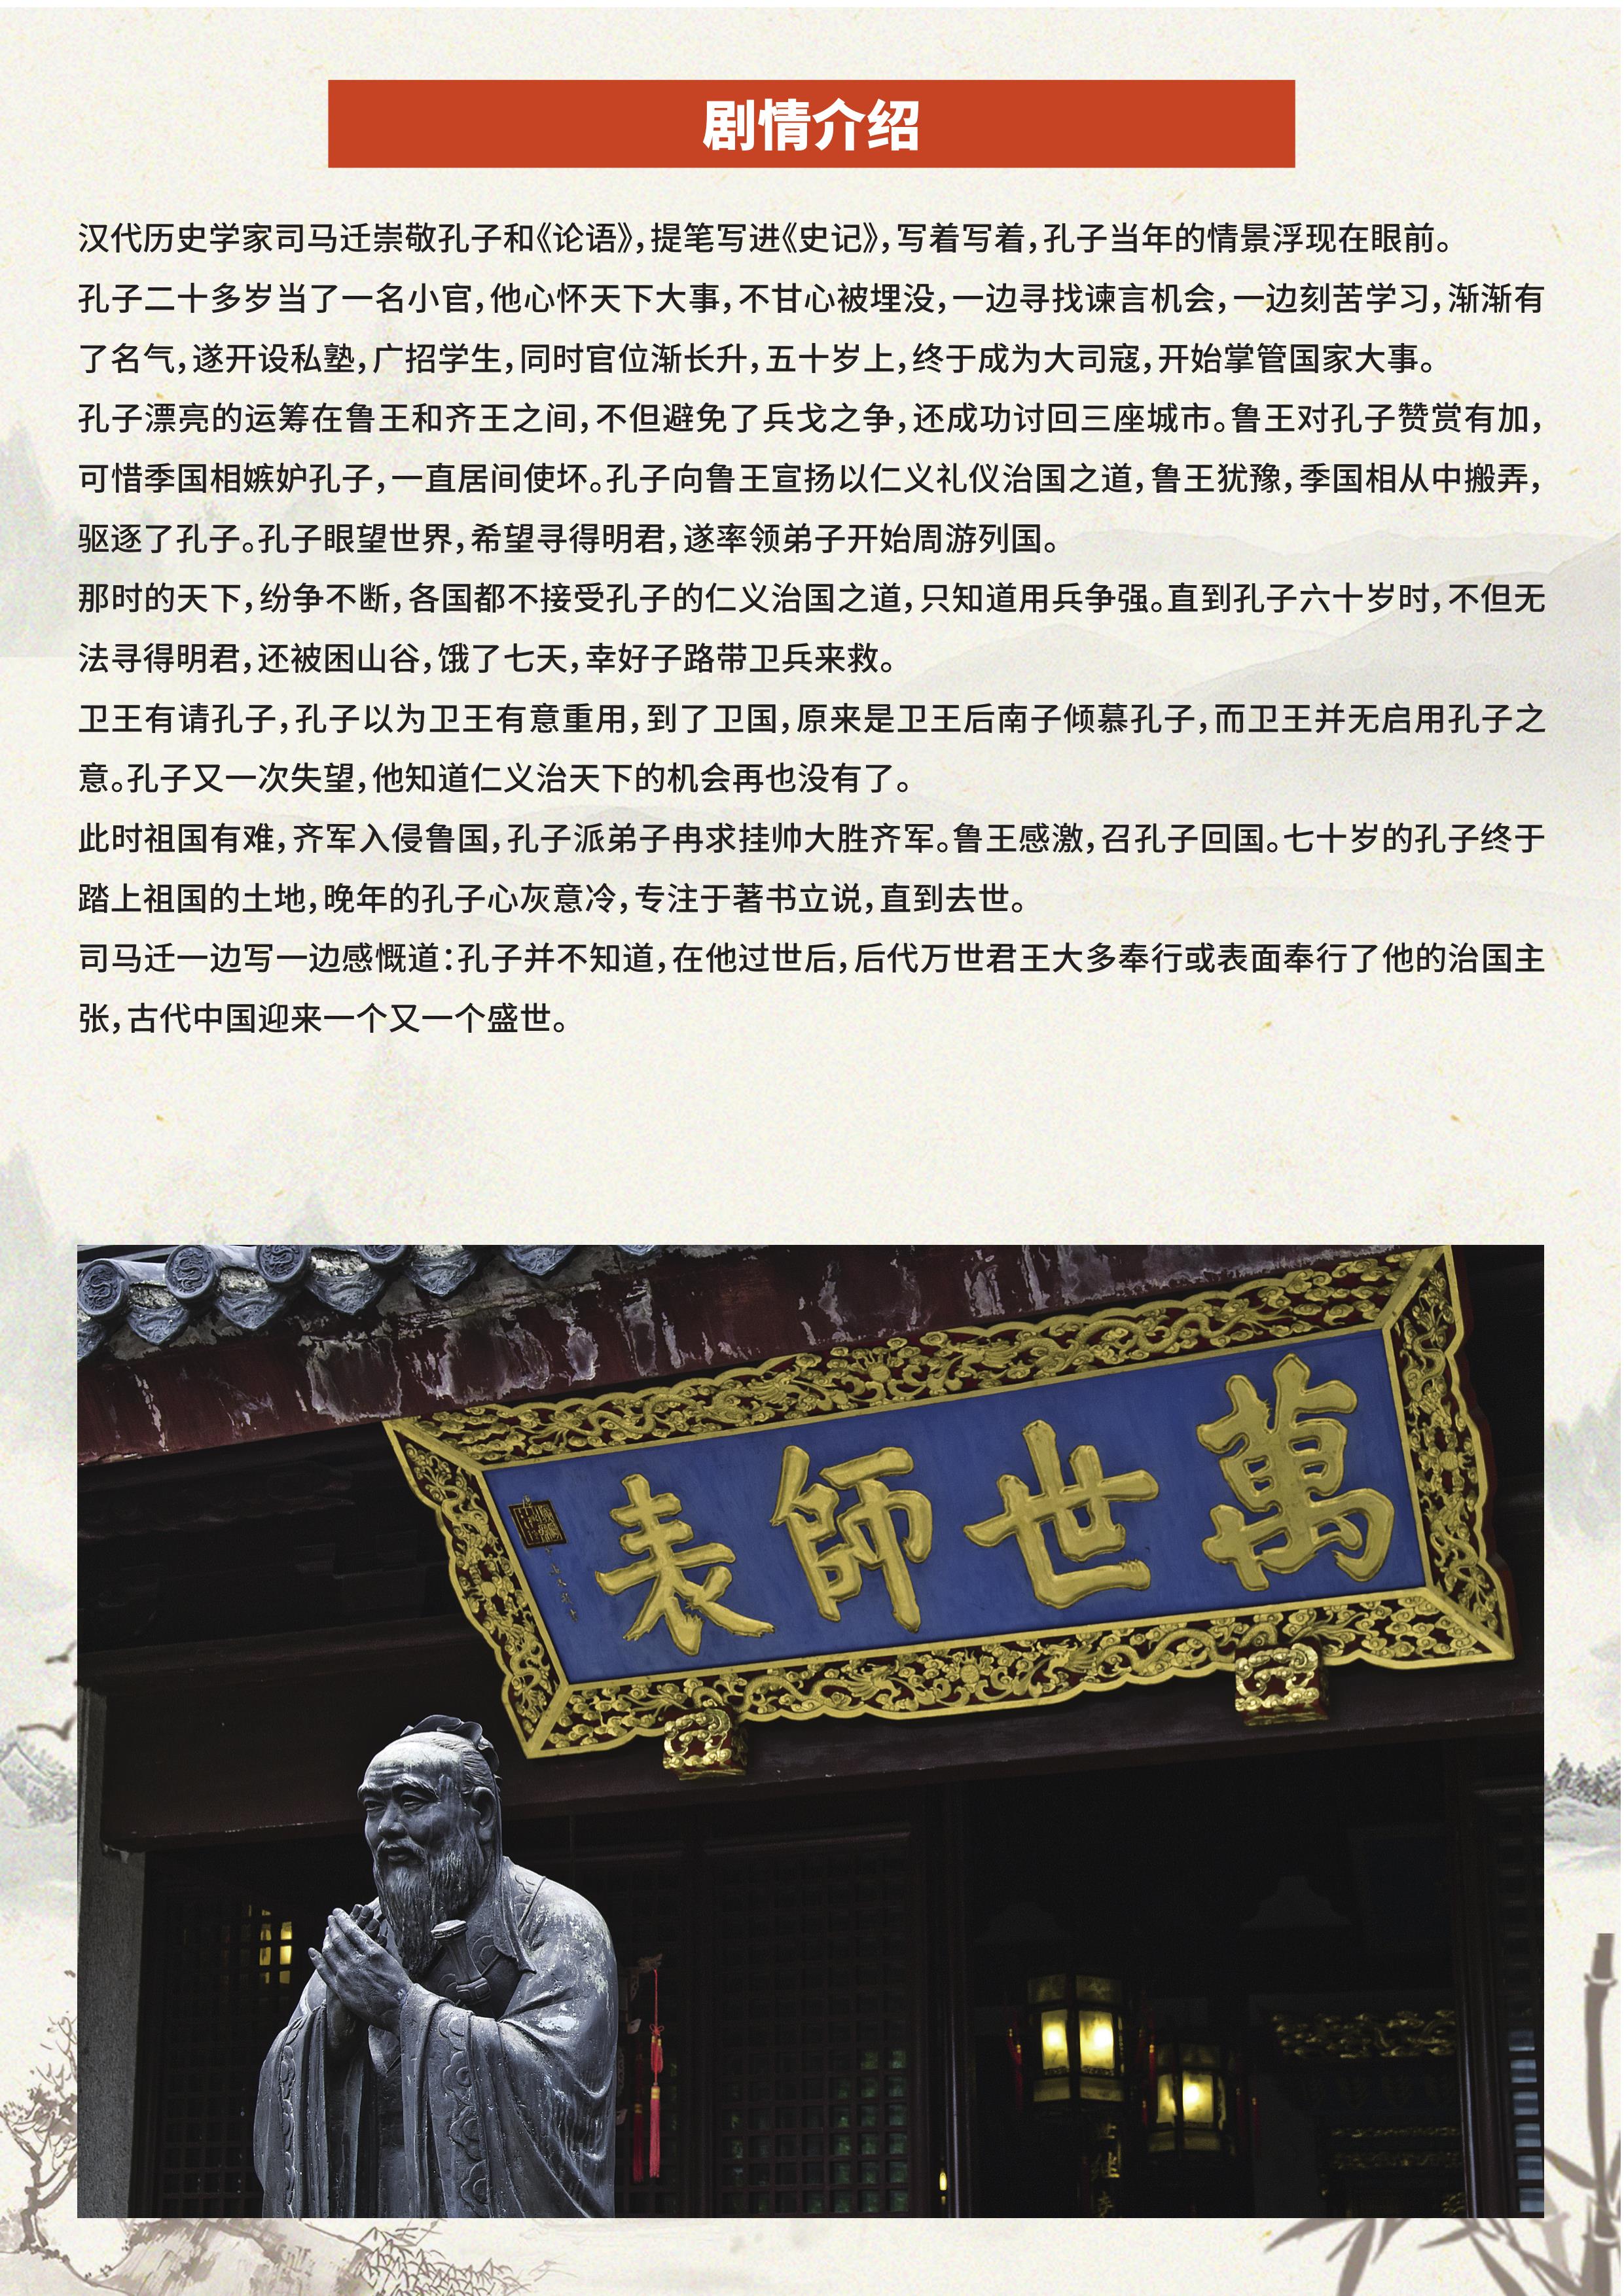 剧情介绍
汉代历史学家司马迁崇敬孔子和《论语》，提笔写进《史记》，写着写着，孔子当年的情景浮现在眼前。
孔子二十多岁当了一名小官，他心怀天下大事，不甘心被埋没，一边寻找谏言机会，一边刻苦学习，渐渐有
了名气，遂开设私塾，广招学生，同时官位渐长升，五十岁上，终于成为大司寇，开始掌管国家大事。
孔子漂亮的运筹在鲁王和齐王之间，不但避免了兵戈之争，还成功讨回三座城市。鲁王对孔子赞赏有加，
可惜季国相嫉妒孔子，一直居间使坏。孔子向鲁王宣扬以仁义礼仪治国之道，鲁王犹豫，季国相从中搬弄，
驱逐了孔子。孔子眼望世界，希望寻得明君，遂率领弟子开始周游列国。
那时的天下，纷争不断，各国都不接受孔子的仁义治国之道，只知道用兵争强。直到孔子六十岁时，不但无
法寻得明君，还被困山谷，饿了七天，幸好子路带卫兵来救。
卫王有请孔子，孔子以为卫王有意重用，到了卫国，原来是卫王后南子倾慕孔子，而卫王并无启用孔子之
意。孔子又一次失望，他知道仁义治天下的机会再也没有了。
此时祖国有难，齐军入侵鲁国，孔子派弟子冉求挂帅大胜齐军。鲁王感激，召孔子回国。七十岁的孔子终于
踏上祖国的土地，晚年的孔子心灰意冷，专注于著书立说，直到去世。
司马迁一边写一边感慨道：孔子并不知道，在他过世后，后代万世君王大多奉行或表面奉行了他的治国主
张，古代中国迎来一个又一个盛世。
萬世師表